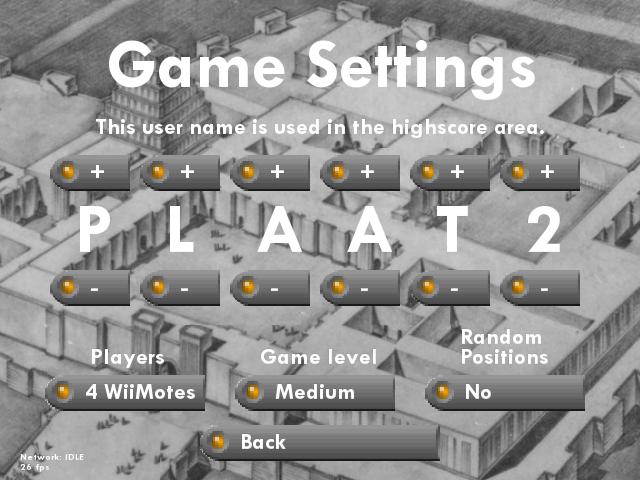 Game Settings
This user name is used in the highscore area.
+ + + + + +
P L A A T 2
- - - - - -
Players Game level Random Positions
4 WiiMotes Medium No
Back
Network: IDLE
26 fps